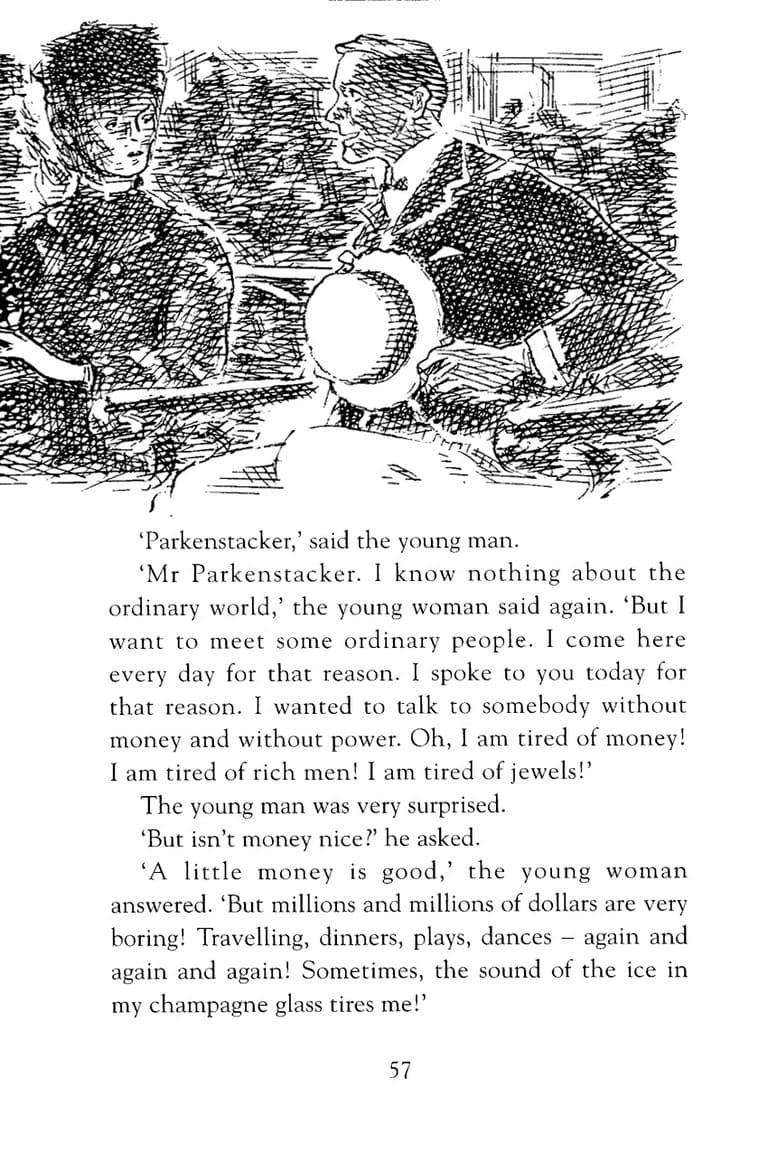 ‘Parkenstacker,’ said the young man.
‘Mr Parkenstacker. I know nothing about the
ordinary world,’ the young woman said again. ‘But I
want to meet some ordinary people. I come here
every day for that reason. I spoke to you today for
that reason. I wanted to talk to somebody without
money and without power. Oh, I am tired of money!
I am tired of rich men! I am tired of jewels!’
The young man was very surprised.
‘But isn’t money nice?’ he asked.
‘A little money is good,’ the young woman
answered. ‘But millions and millions of dollars are very
boring! Travelling, dinners, plays, dances – again and
again and again! Sometimes, the sound of the ice in
my champagne glass tires me!’
57